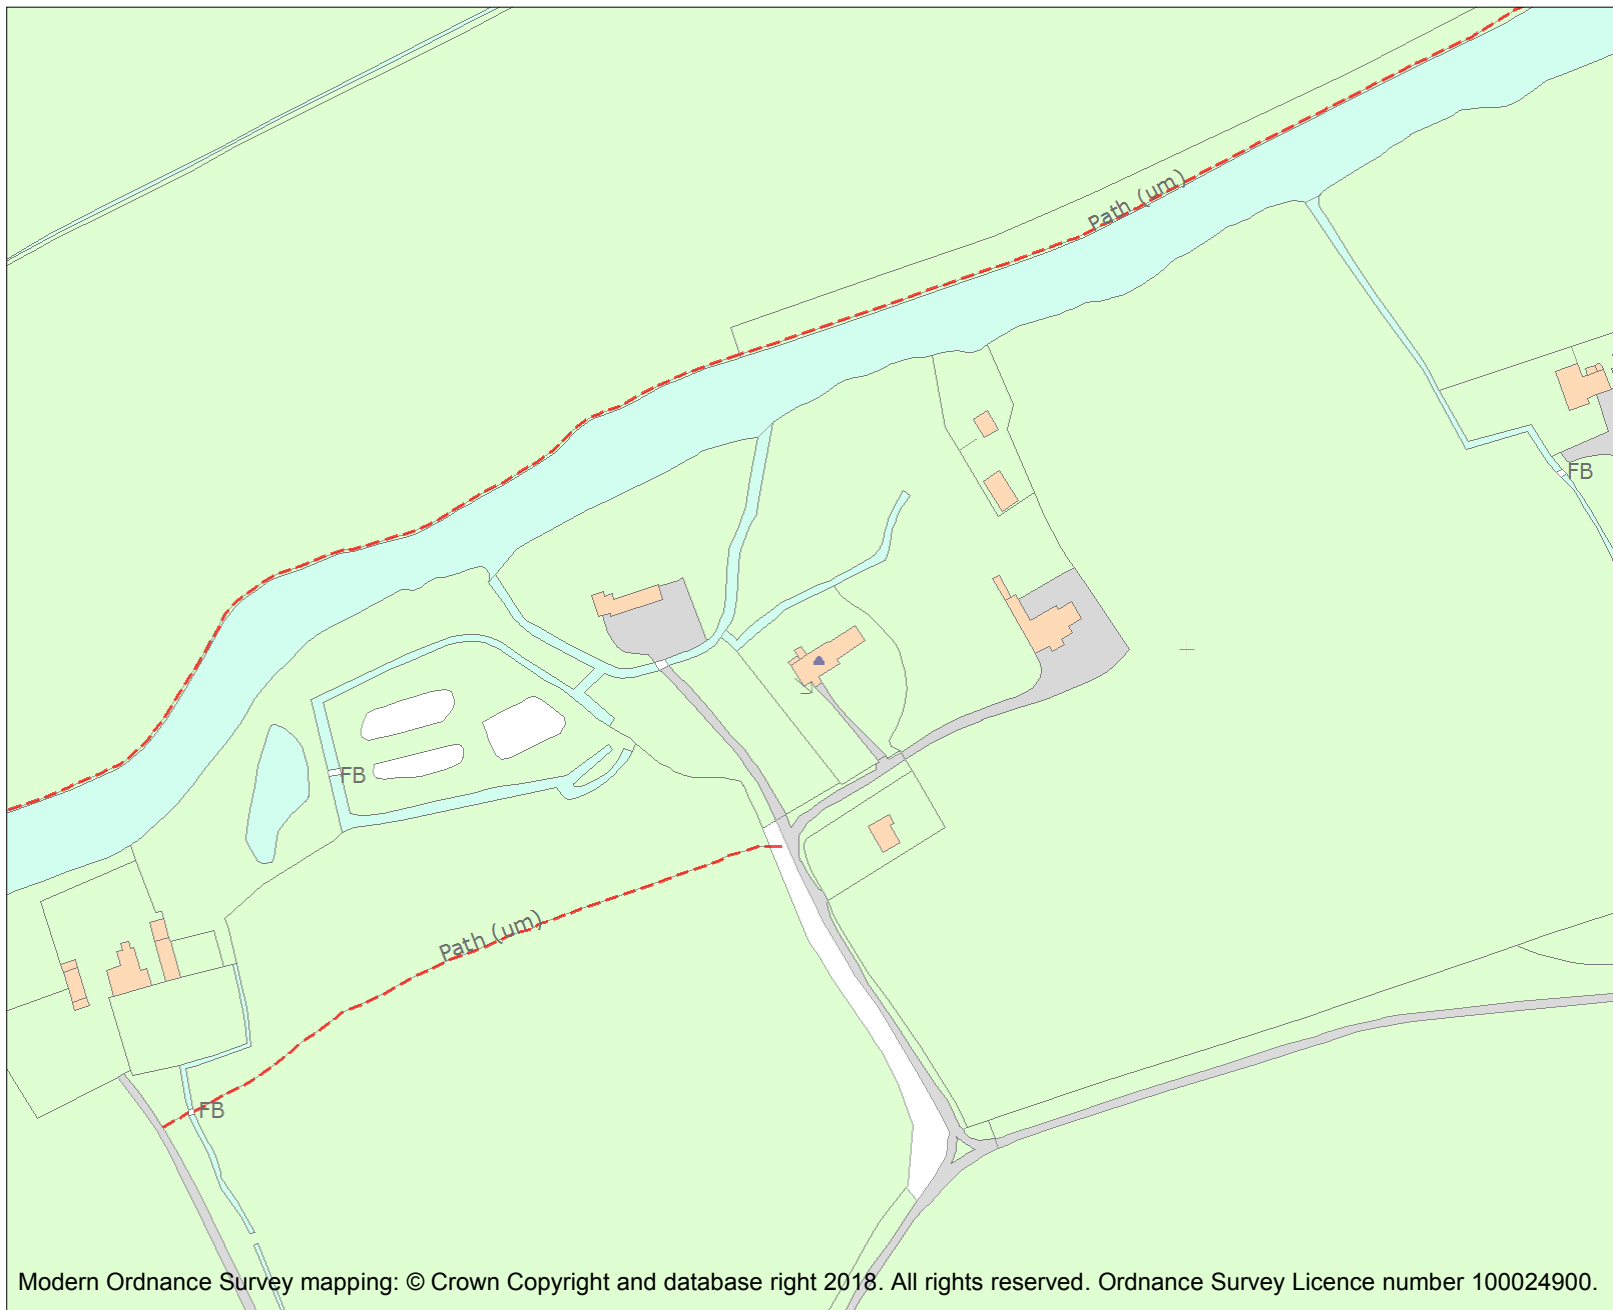 Path (um)
FB
FB
Path (um)
FB
Modern Ordnance Survey mapping: © Crown Copyright and database right 2018. All rights reserved. Ordnance Survey Licence number 100024900.